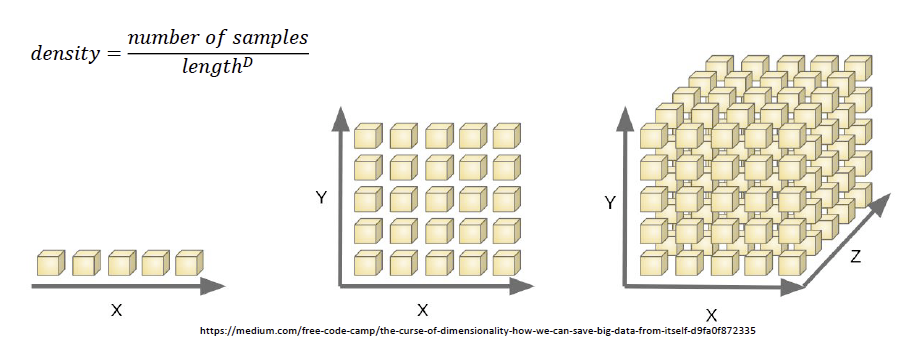 density = number of samples / length^D
Y
Y
Z
X
X
X
https://medium.com/free-code-camp/the-curse-of-dimensionality-how-we-can-save-big-data-from-itself-d9fa0f872335